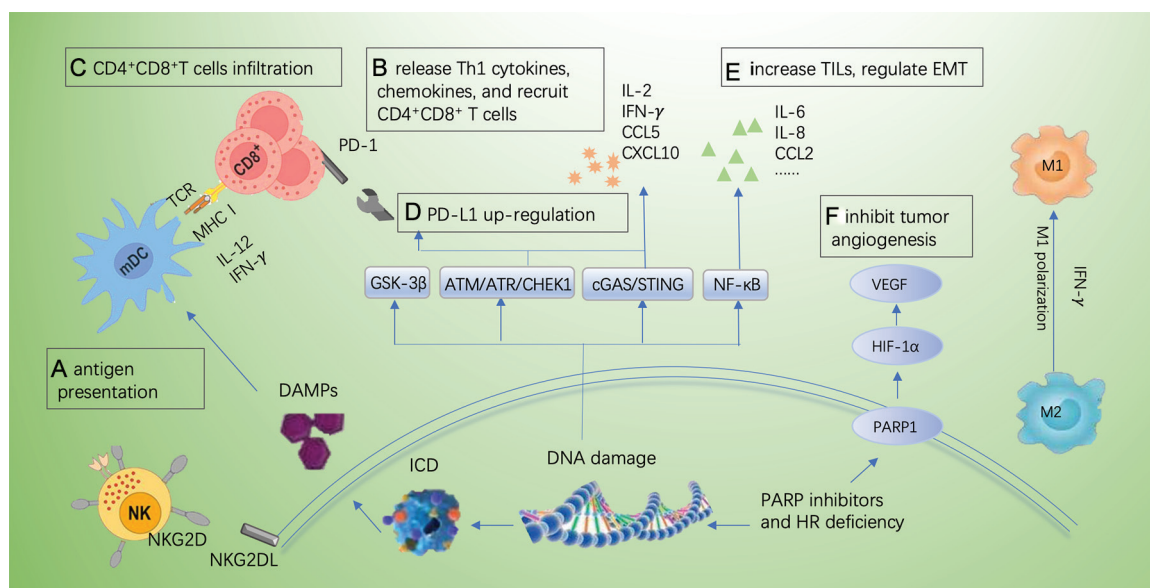 C CD4⁺CD8⁺T cells infiltration
B release Th1 cytokines,
chemokines, and recruit
CD4⁺CD8⁺ T cells
IL-2
IFN-γ
CCL5
CXCL10
E increase TILs, regulate EMT
IL-6
IL-8
CCL2
......
CD8⁺
PD-1
TCR
MHC I
mDC
IL-12
IFN-γ
D PD-L1 up-regulation
F inhibit tumor
angiogenesis
M1
M1 polarization
IFN-γ
M2
GSK-3β
ATM/ATR/CHEK1
cGAS/STING
NF-κB
VEGF
HIF-1α
PARP1
A antigen
presentation
DAMPs
ICD
DNA damage
PARP inhibitors
and HR deficiency
NK
NKG2D
NKG2DL